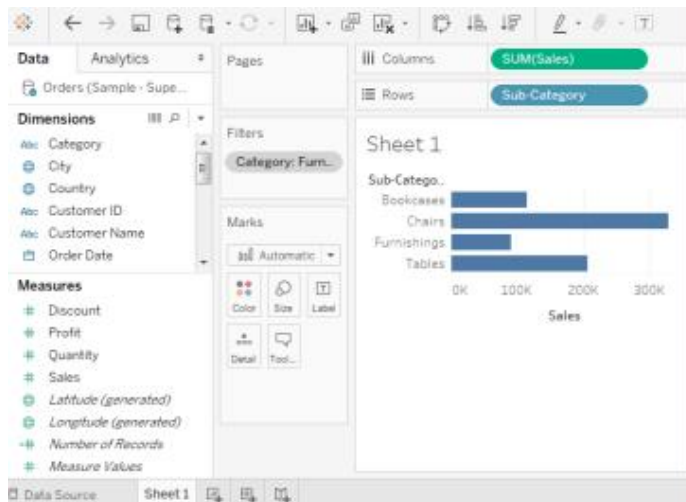 Data Analytics
Orders (Sample - Supe...
Dimensions
Abc Category
City
Country
Abc Customer ID
Abc Customer Name
Order Date
Measures
# Discount
# Profit
# Quantity
# Sales
Latitude (generated)
Longitude (generated)
Number of Records
# Measure Values
Pages
Filters
Category: Furn..
Marks
Automatic
Color Size Label
Detail Tool...
Columns SUM(Sales)
Rows Sub-Category
Sheet 1
Sub-Catego..
Bookcases
Chairs
Furnishings
Tables
0K 100K 200K 300K
Sales
Data Source Sheet 1